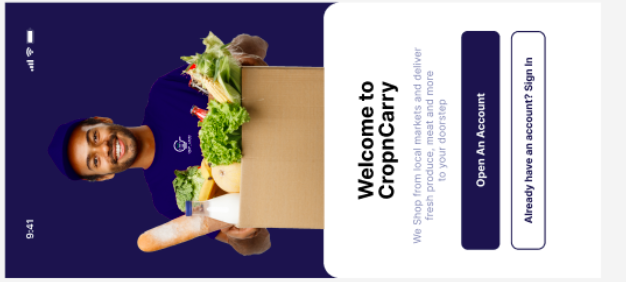 9:41
Welcome to
CropnCarry
We Shop from local markets and deliver
fresh produce, meat and more
to your doorstep
Open An Account
Already have an account? Sign In